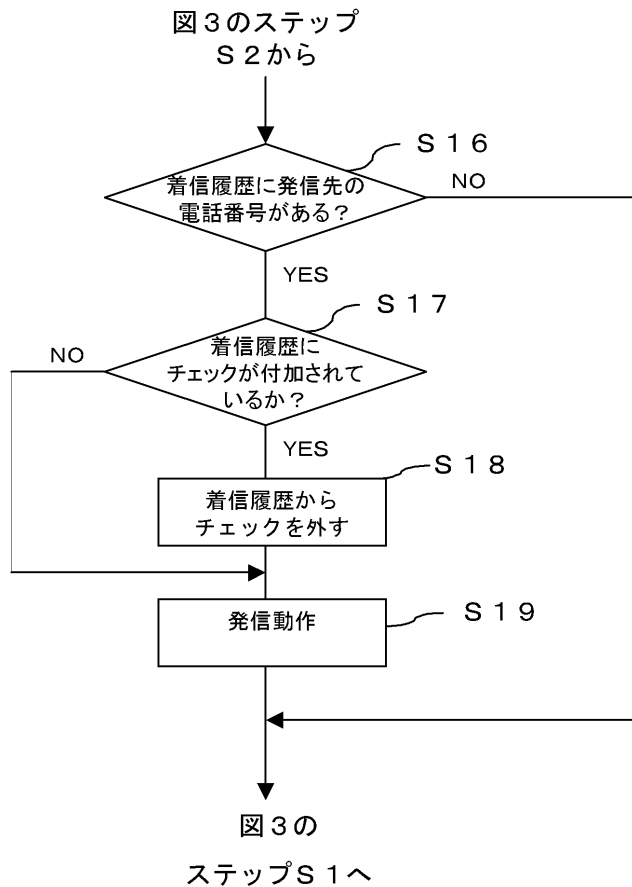 図３のステップ
Ｓ２から
Ｓ１６
着信履歴に発信先の
電話番号がある？
NO
YES
Ｓ１７
着信履歴に
チェックが付加されて
いるか？
NO
YES
Ｓ１８
着信履歴から
チェックを外す
Ｓ１９
発信動作
図３の
ステップＳ１へ